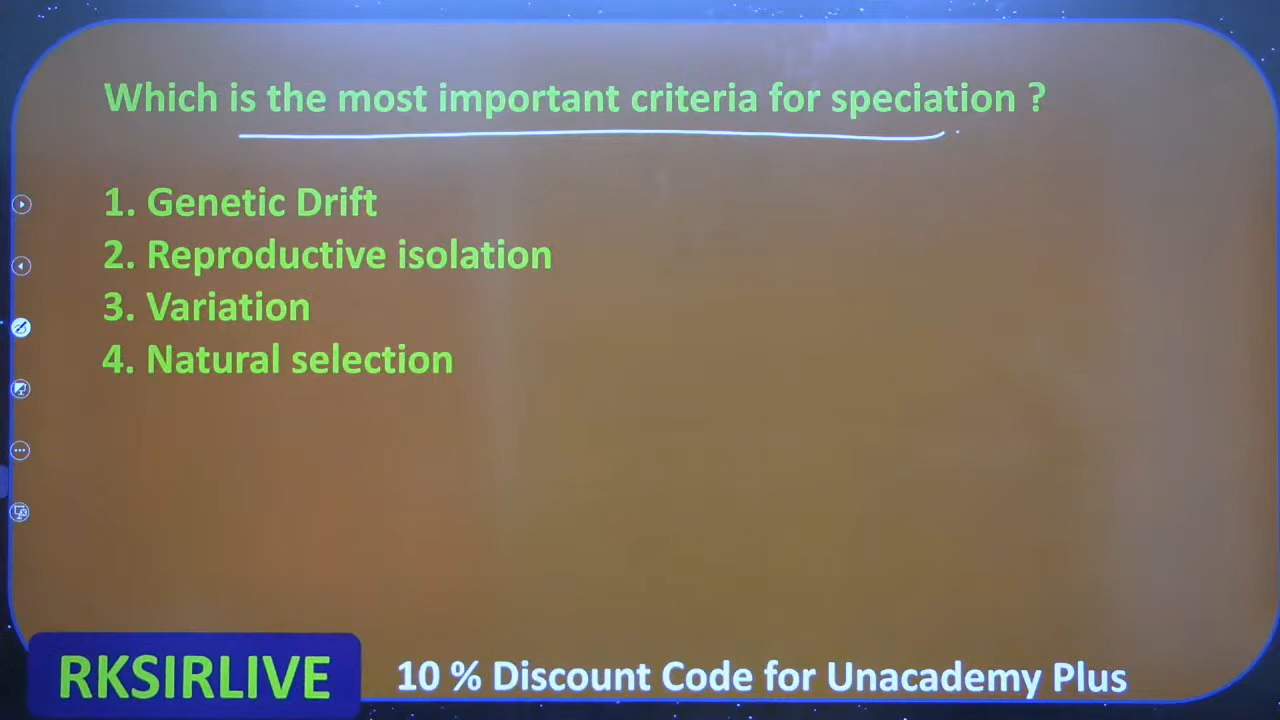 Which is the most important criteria for speciation ?
1. Genetic Drift
2. Reproductive isolation
3. Variation
4. Natural selection
RKSIRLIVE
10 % Discount Code for Unacademy Plus